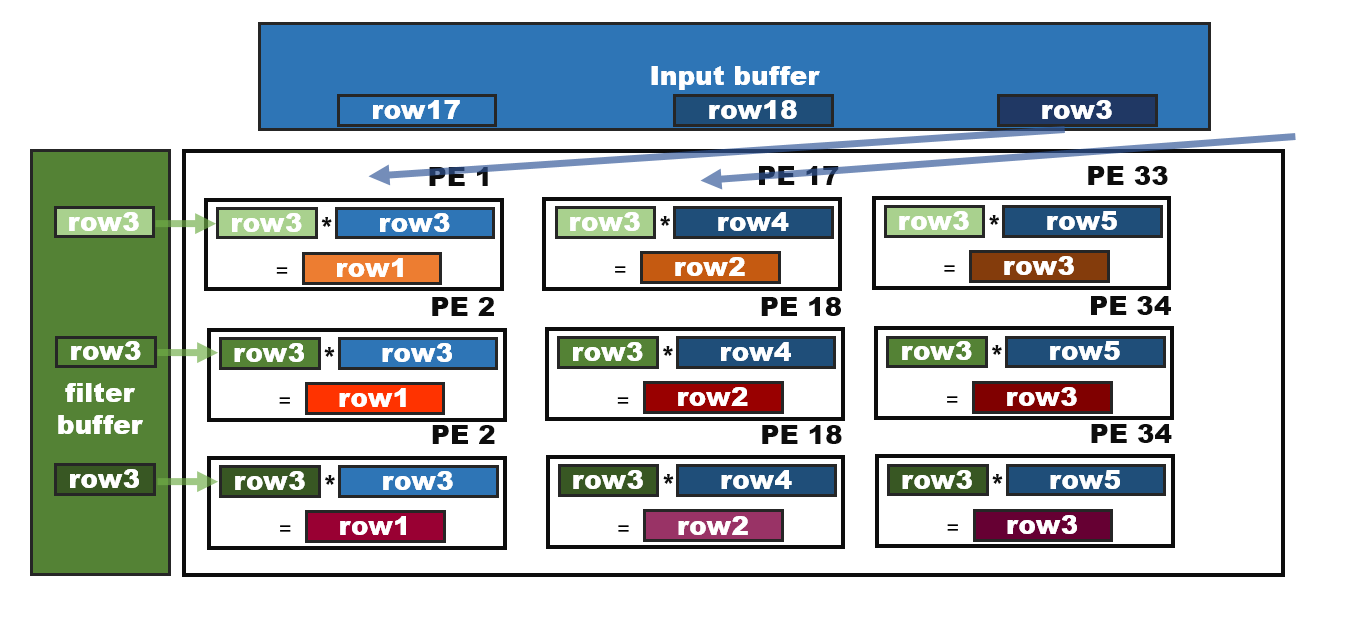 Input buffer
row17 row18 row3
PE 1 PE 17 PE 33
row3 row3 * row3 row3 * row4 row3 * row5
= row1 = row2 = row3
PE 2 PE 18 PE 34
row3 row3 * row3 row3 * row4 row3 * row5
filter
= row1 = row2 = row3
buffer
PE 2 PE 18 PE 34
row3 row3 * row3 row3 * row4 row3 * row5
= row1 = row2 = row3